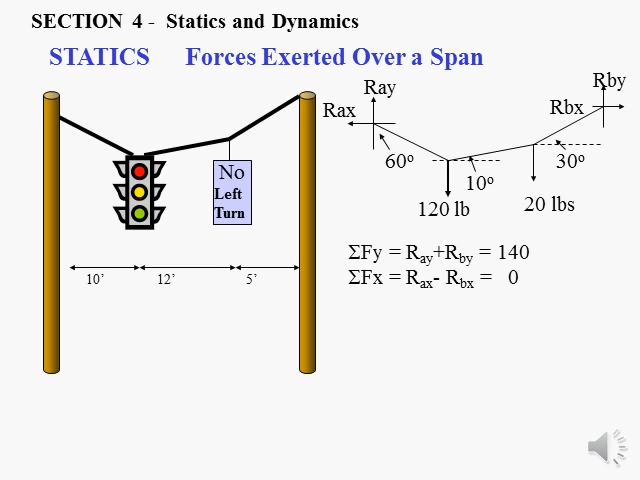 SECTION 4 - Statics and Dynamics
STATICS Forces Exerted Over a Span
No
Left
Turn
10’ 12’ 5’
Ray
Rax
Rby
Rbx
60º
10º
30º
120 lb
20 lbs
ΣFy = Ray+Rby = 140
ΣFx = Rax- Rbx = 0